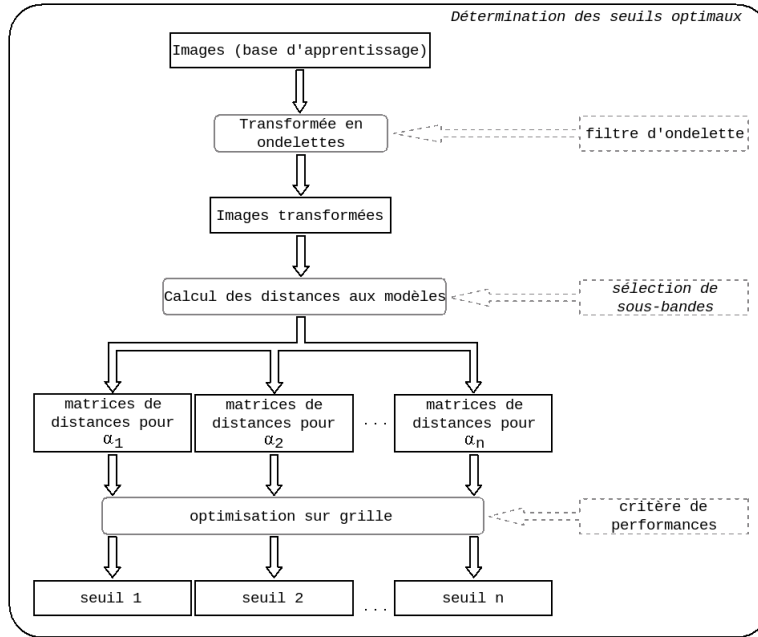 Détermination des seuils optimaux
Images (base d'apprentissage)
Transformée en
ondelettes
filtre d'ondelette
Images transformées
Calcul des distances aux modèles
sélection de
sous-bandes
matrices de
distances pour
α1
matrices de
distances pour
α2
...
matrices de
distances pour
αn
optimisation sur grille
critère de
performances
seuil 1
seuil 2
...
seuil n